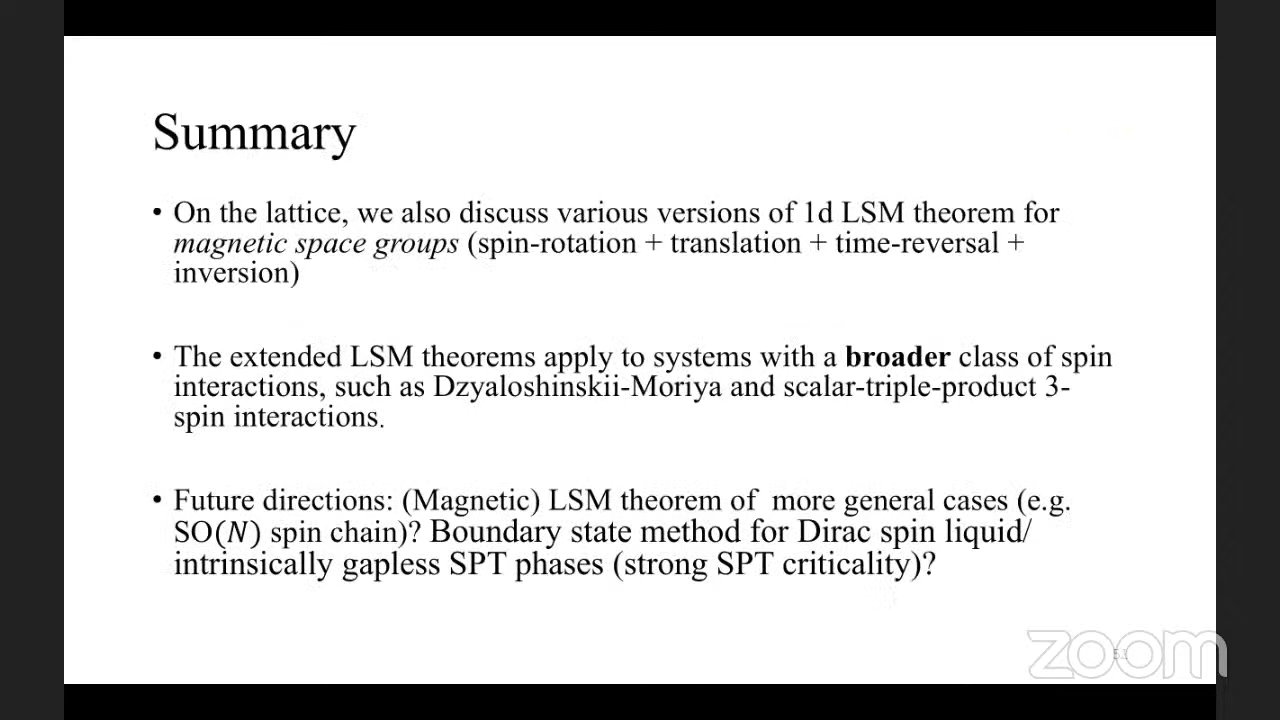 Summary
• On the lattice, we also discuss various versions of 1d LSM theorem for
magnetic space groups (spin-rotation + translation + time-reversal +
inversion)
• The extended LSM theorems apply to systems with a broader class of spin
interactions, such as Dzyaloshinskii-Moriya and scalar-triple-product 3-
spin interactions.
• Future directions: (Magnetic) LSM theorem of more general cases (e.g.
SO(N) spin chain)? Boundary state method for Dirac spin liquid/
intrinsically gapless SPT phases (strong SPT criticality)?
zoom